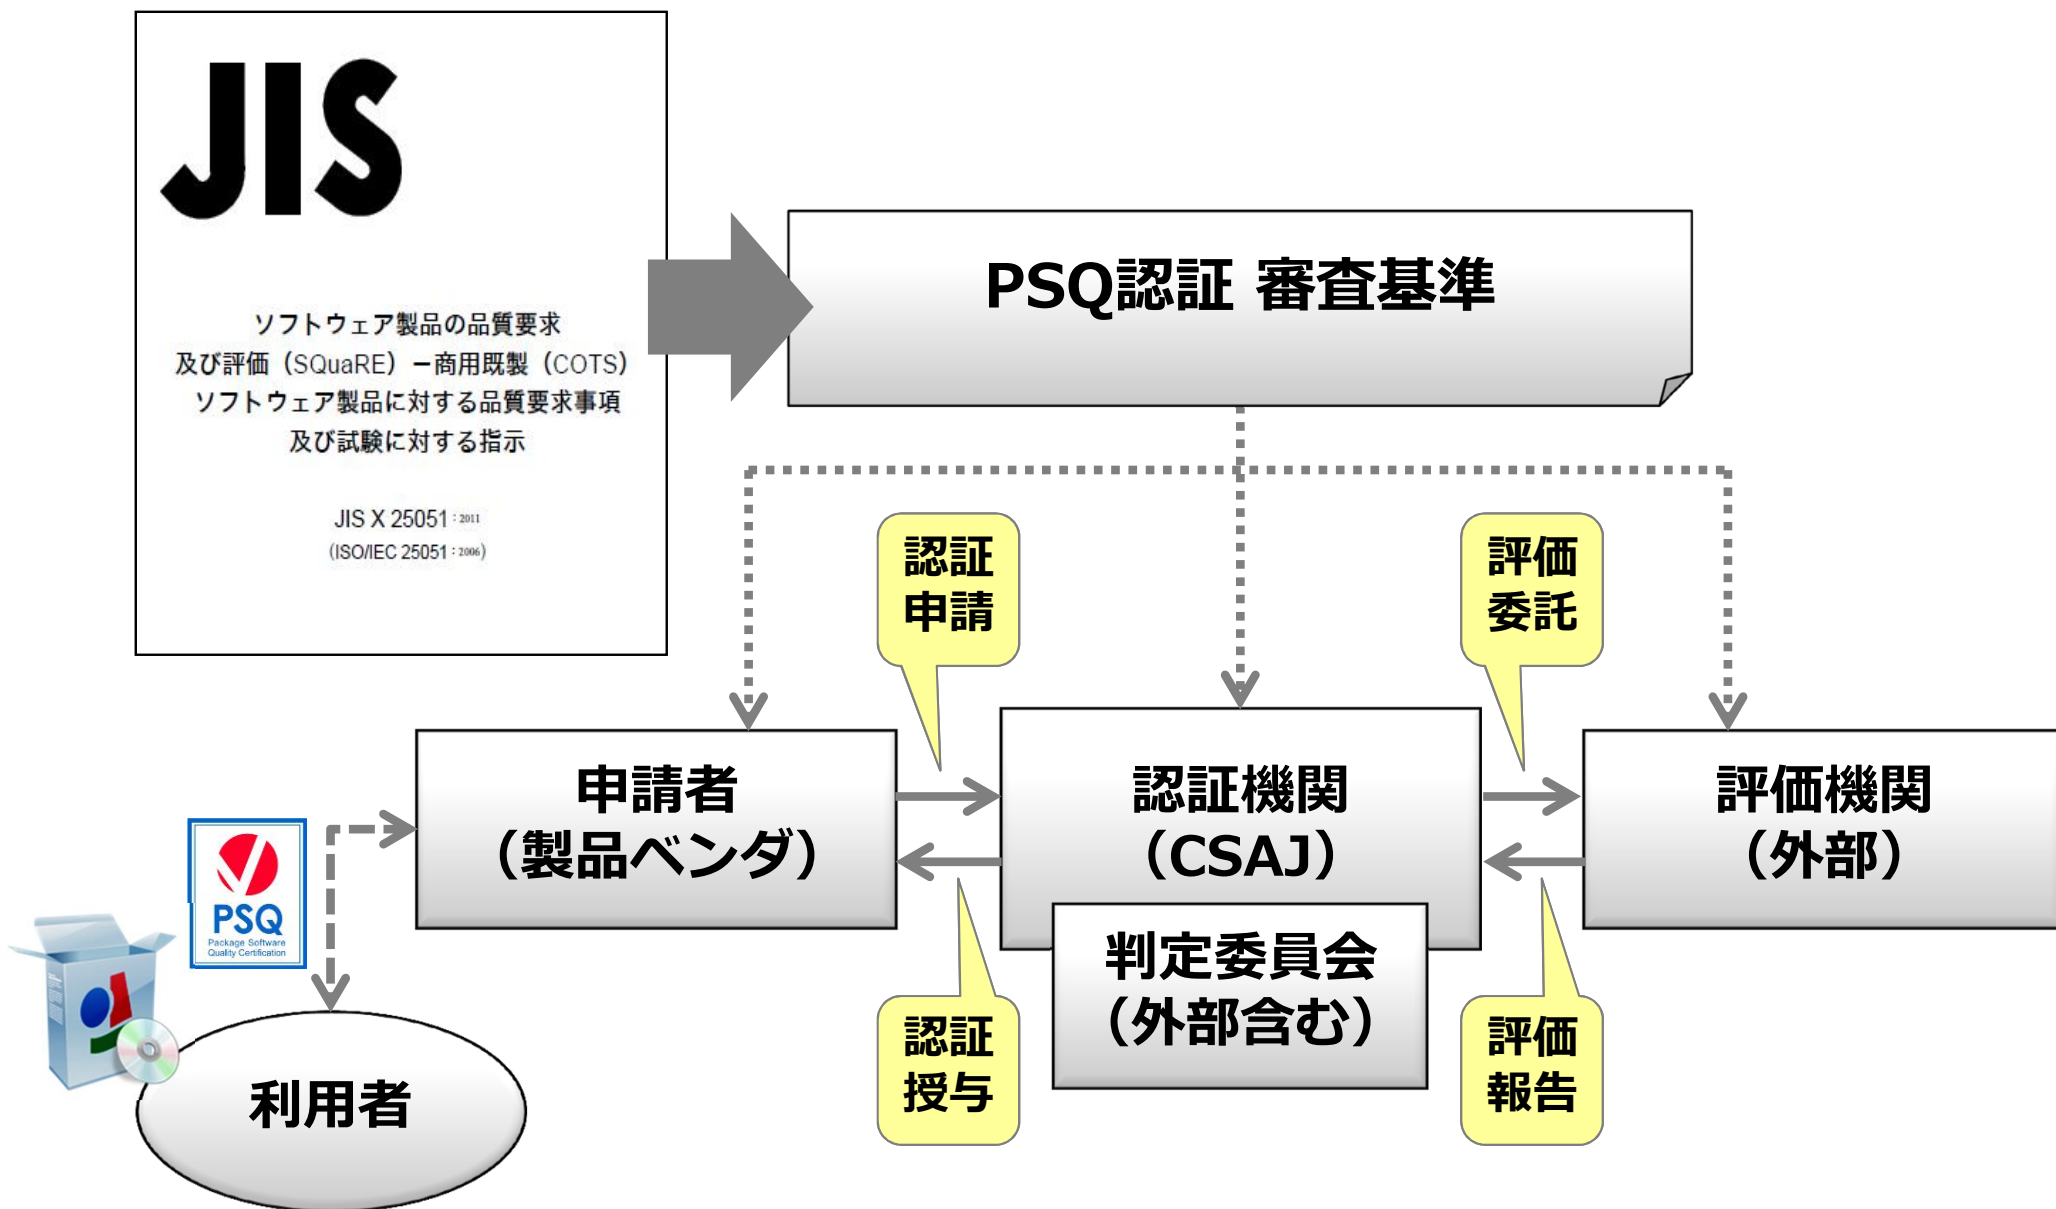 JIS
ソフトウェア製品の品質要求
及び評価（SQuaRE）－商用既製（COTS）
ソフトウェア製品に対する品質要求事項
及び試験に対する指示
JIS X 25051：2011
（ISO/IEC 25051：2006）
PSQ認証 審査基準
認証
申請
評価
委託
申請者
（製品ベンダ）
認証機関
（CSAJ）
評価機関
（外部）
判定委員会
（外部含む）
認証
授与
評価
報告
PSQ
Package Software
Quality Certification
利用者